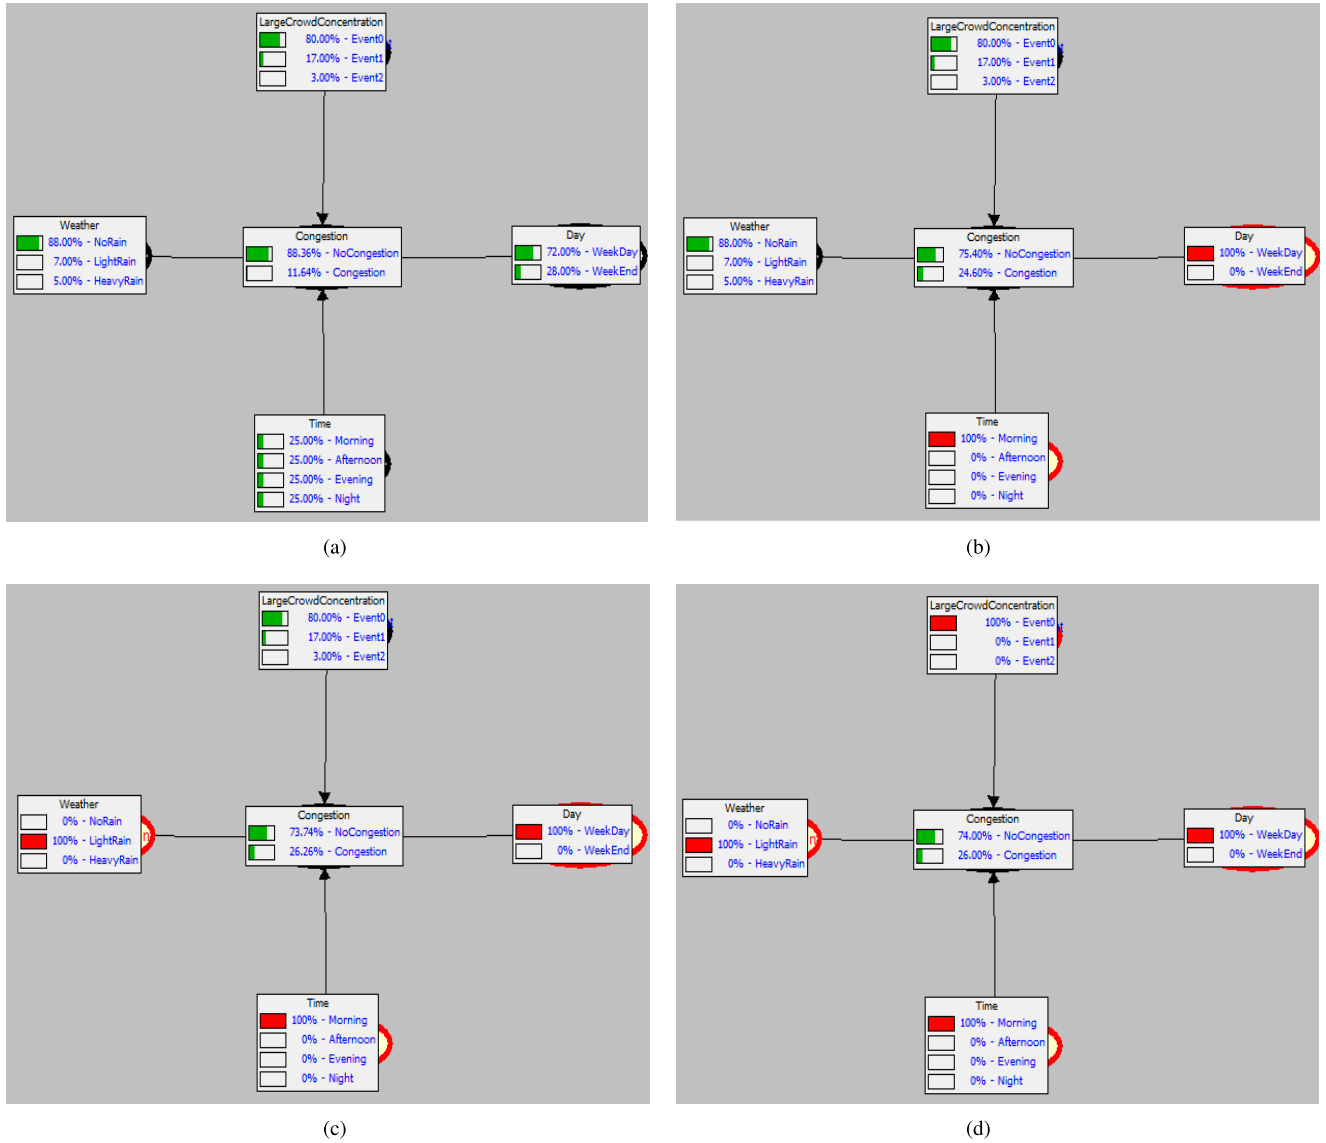 LargeCrowdConcentration
80.00% - Event0
17.00% - Event1
3.00% - Event2
Weather
88.00% - NoRain
7.00% - LightRain
5.00% - HeavyRain
Congestion
88.36% - NoCongestion
11.64% - Congestion
Day
72.00% - WeekDay
28.00% - WeekEnd
Time
25.00% - Morning
25.00% - Afternoon
25.00% - Evening
25.00% - Night
(a)
LargeCrowdConcentration
80.00% - Event0
17.00% - Event1
3.00% - Event2
Weather
88.00% - NoRain
7.00% - LightRain
5.00% - HeavyRain
Congestion
75.40% - NoCongestion
24.60% - Congestion
Day
100% - WeekDay
0% - WeekEnd
Time
100% - Morning
0% - Afternoon
0% - Evening
0% - Night
(b)
LargeCrowdConcentration
80.00% - Event0
17.00% - Event1
3.00% - Event2
Weather
0% - NoRain
100% - LightRain
0% - HeavyRain
Congestion
73.74% - NoCongestion
26.26% - Congestion
Day
100% - WeekDay
0% - WeekEnd
Time
100% - Morning
0% - Afternoon
0% - Evening
0% - Night
(c)
LargeCrowdConcentration
100% - Event0
0% - Event1
0% - Event2
Weather
0% - NoRain
100% - LightRain
0% - HeavyRain
Congestion
74.00% - NoCongestion
26.00% - Congestion
Day
100% - WeekDay
0% - WeekEnd
Time
100% - Morning
0% - Afternoon
0% - Evening
0% - Night
(d)